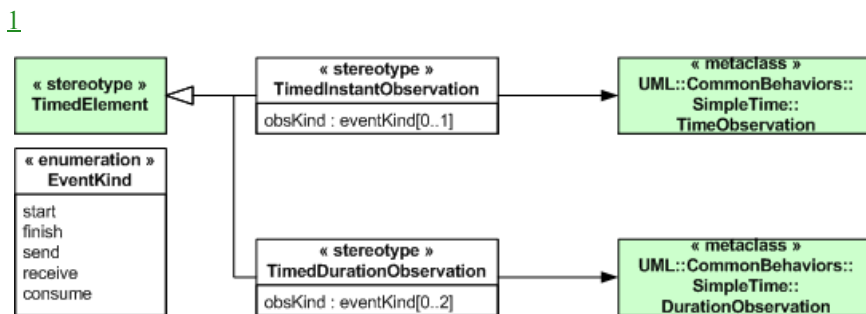 1
« stereotype »
TimedElement
« stereotype »
TimedInstantObservation
obsKind : eventKind[0..1]
« metaclass »
UML::CommonBehaviors::
SimpleTime::
TimeObservation
« enumeration »
EventKind
start
finish
send
receive
consume
« stereotype »
TimedDurationObservation
obsKind : eventKind[0..2]
« metaclass »
UML::CommonBehaviors::
SimpleTime::
DurationObservation